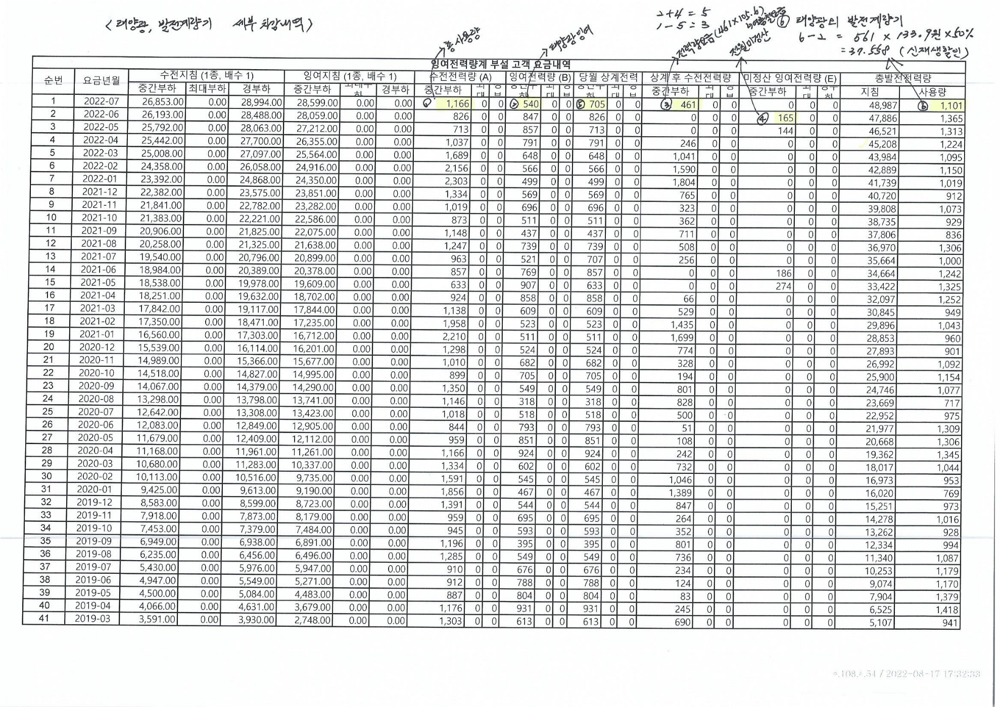 <태양광, 발전계량기 세부 차감내역>
2+4 = 5
1-5 = 3
총사용량
태양광잉여
전력량요금(461×105.6)
전월미정산
⑥ 태양광의 발전계량기
6-2 = 561 × 133.9원 ×50%
=37.558 (신재생할인)
잉여전력량계 부설 고객 요금내역
순번 요금년월 수전지침 (1종, 배수 1) 잉여지침 (1종, 배수 1) 수전전력량 (A) 잉여전력량 (B) 당월 상계전력 상계 후 수전전력량 미정산 잉여전력량 (E) 총발전전력량
중간부하 최대부하 경부하 중간부하 경부하 중간부하 중간부하 중간부하 지침 사용량
1 2022-07 26,853.00 0.00 28,994.00 28,599.00 0.00 0.00 ① 1,166 0 0 ② 540 0 0 ⑤ 705 0 0 ③ 461 0 0 0 0 0 48,987 ⑥ 1,101
2 2022-06 26,193.00 0.00 28,488.00 28,059.00 0.00 0.00 826 0 0 847 0 0 826 0 0 0 0 0 ④ 165 0 0 47,886 1,365
3 2022-05 25,792.00 0.00 28,063.00 27,212.00 0.00 0.00 713 0 0 857 0 0 713 0 0 0 0 0 144 0 0 46,521 1,313
4 2022-04 25,442.00 0.00 27,700.00 26,355.00 0.00 0.00 1,037 0 0 791 0 0 791 0 0 246 0 0 0 0 0 45,208 1,224
5 2022-03 25,008.00 0.00 27,097.00 25,564.00 0.00 0.00 1,689 0 0 648 0 0 648 0 0 1,041 0 0 0 0 0 43,984 1,095
6 2022-02 24,358.00 0.00 26,058.00 24,916.00 0.00 0.00 2,156 0 0 566 0 0 566 0 0 1,590 0 0 0 0 0 42,889 1,150
7 2022-01 23,392.00 0.00 24,868.00 24,350.00 0.00 0.00 2,303 0 0 499 0 0 499 0 0 1,804 0 0 0 0 0 41,739 1,019
8 2021-12 22,382.00 0.00 23,575.00 23,851.00 0.00 0.00 1,334 0 0 569 0 0 569 0 0 765 0 0 0 0 0 40,720 912
9 2021-11 21,841.00 0.00 22,782.00 23,282.00 0.00 0.00 1,019 0 0 696 0 0 696 0 0 323 0 0 0 0 0 39,808 1,073
10 2021-10 21,383.00 0.00 22,221.00 22,586.00 0.00 0.00 873 0 0 511 0 0 511 0 0 362 0 0 0 0 0 38,735 929
11 2021-09 20,906.00 0.00 21,825.00 22,075.00 0.00 0.00 1,148 0 0 437 0 0 437 0 0 711 0 0 0 0 0 37,806 836
12 2021-08 20,258.00 0.00 21,325.00 21,638.00 0.00 0.00 1,247 0 0 739 0 0 739 0 0 508 0 0 0 0 0 36,970 1,306
13 2021-07 19,540.00 0.00 20,796.00 20,899.00 0.00 0.00 963 0 0 521 0 0 707 0 0 256 0 0 0 0 0 35,664 1,000
14 2021-06 18,984.00 0.00 20,389.00 20,378.00 0.00 0.00 857 0 0 769 0 0 857 0 0 0 0 0 186 0 0 34,664 1,242
15 2021-05 18,538.00 0.00 19,978.00 19,609.00 0.00 0.00 633 0 0 907 0 0 633 0 0 0 0 0 274 0 0 33,422 1,325
16 2021-04 18,251.00 0.00 19,632.00 18,702.00 0.00 0.00 924 0 0 858 0 0 858 0 0 66 0 0 0 0 0 32,097 1,252
17 2021-03 17,842.00 0.00 19,117.00 17,844.00 0.00 0.00 1,138 0 0 609 0 0 609 0 0 529 0 0 0 0 0 30,845 949
18 2021-02 17,350.00 0.00 18,471.00 17,235.00 0.00 0.00 1,958 0 0 523 0 0 523 0 0 1,435 0 0 0 0 0 29,896 1,043
19 2021-01 16,560.00 0.00 17,303.00 16,712.00 0.00 0.00 2,210 0 0 511 0 0 511 0 0 1,699 0 0 0 0 0 28,853 960
20 2020-12 15,539.00 0.00 16,114.00 16,201.00 0.00 0.00 1,298 0 0 524 0 0 524 0 0 774 0 0 0 0 0 27,893 901
21 2020-11 14,989.00 0.00 15,366.00 15,677.00 0.00 0.00 1,010 0 0 682 0 0 682 0 0 328 0 0 0 0 0 26,992 1,092
22 2020-10 14,518.00 0.00 14,827.00 14,995.00 0.00 0.00 899 0 0 705 0 0 705 0 0 194 0 0 0 0 0 25,900 1,154
23 2020-09 14,067.00 0.00 14,379.00 14,290.00 0.00 0.00 1,350 0 0 549 0 0 549 0 0 801 0 0 0 0 0 24,746 1,077
24 2020-08 13,298.00 0.00 13,798.00 13,741.00 0.00 0.00 1,146 0 0 318 0 0 318 0 0 828 0 0 0 0 0 23,669 717
25 2020-07 12,642.00 0.00 13,308.00 13,423.00 0.00 0.00 1,018 0 0 518 0 0 518 0 0 500 0 0 0 0 0 22,952 975
26 2020-06 12,083.00 0.00 12,849.00 12,905.00 0.00 0.00 844 0 0 793 0 0 793 0 0 51 0 0 0 0 0 21,977 1,309
27 2020-05 11,679.00 0.00 12,409.00 12,112.00 0.00 0.00 959 0 0 851 0 0 851 0 0 108 0 0 0 0 0 20,668 1,306
28 2020-04 11,168.00 0.00 11,961.00 11,261.00 0.00 0.00 1,166 0 0 924 0 0 924 0 0 242 0 0 0 0 0 19,362 1,345
29 2020-03 10,680.00 0.00 11,283.00 10,337.00 0.00 0.00 1,334 0 0 602 0 0 602 0 0 732 0 0 0 0 0 18,017 1,044
30 2020-02 10,113.00 0.00 10,516.00 9,735.00 0.00 0.00 1,591 0 0 545 0 0 545 0 0 1,046 0 0 0 0 0 16,973 953
31 2020-01 9,425.00 0.00 9,613.00 9,190.00 0.00 0.00 1,856 0 0 467 0 0 467 0 0 1,389 0 0 0 0 0 16,020 769
32 2019-12 8,583.00 0.00 8,599.00 8,723.00 0.00 0.00 1,391 0 0 544 0 0 544 0 0 847 0 0 0 0 0 15,251 973
33 2019-11 7,918.00 0.00 7,873.00 8,179.00 0.00 0.00 959 0 0 695 0 0 695 0 0 264 0 0 0 0 0 14,278 1,016
34 2019-10 7,453.00 0.00 7,379.00 7,484.00 0.00 0.00 945 0 0 593 0 0 593 0 0 352 0 0 0 0 0 13,262 928
35 2019-09 6,949.00 0.00 6,938.00 6,891.00 0.00 0.00 1,196 0 0 395 0 0 395 0 0 801 0 0 0 0 0 12,334 994
36 2019-08 6,235.00 0.00 6,456.00 6,496.00 0.00 0.00 1,285 0 0 549 0 0 549 0 0 736 0 0 0 0 0 11,340 1,087
37 2019-07 5,430.00 0.00 5,976.00 5,947.00 0.00 0.00 910 0 0 676 0 0 676 0 0 234 0 0 0 0 0 10,253 1,179
38 2019-06 4,947.00 0.00 5,549.00 5,271.00 0.00 0.00 912 0 0 788 0 0 788 0 0 124 0 0 0 0 0 9,074 1,170
39 2019-05 4,500.00 0.00 5,084.00 4,483.00 0.00 0.00 887 0 0 804 0 0 804 0 0 83 0 0 0 0 0 7,904 1,379
40 2019-04 4,066.00 0.00 4,631.00 3,679.00 0.00 0.00 1,176 0 0 931 0 0 931 0 0 245 0 0 0 0 0 6,525 1,418
41 2019-03 3,591.00 0.00 3,930.00 2,748.00 0.00 0.00 1,303 0 0 613 0 0 613 0 0 690 0 0 0 0 0 5,107 941
*.108.*.54 / 2022-08-17 17:32:33